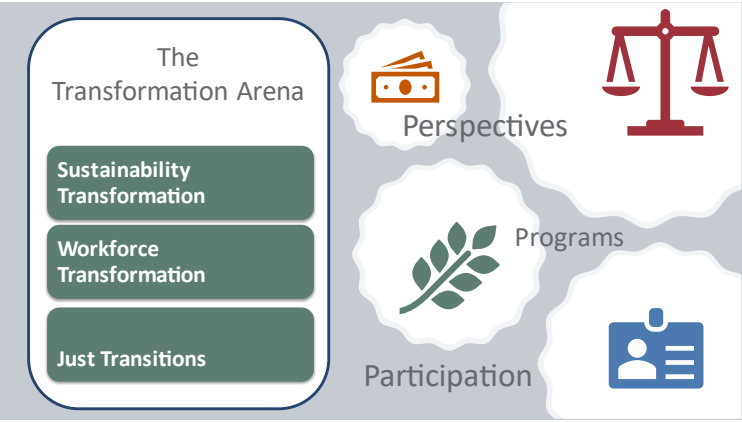 The
Transformation Arena
Sustainability
Transformation
Workforce
Transformation
Just Transitions
Perspectives
Programs
Participation